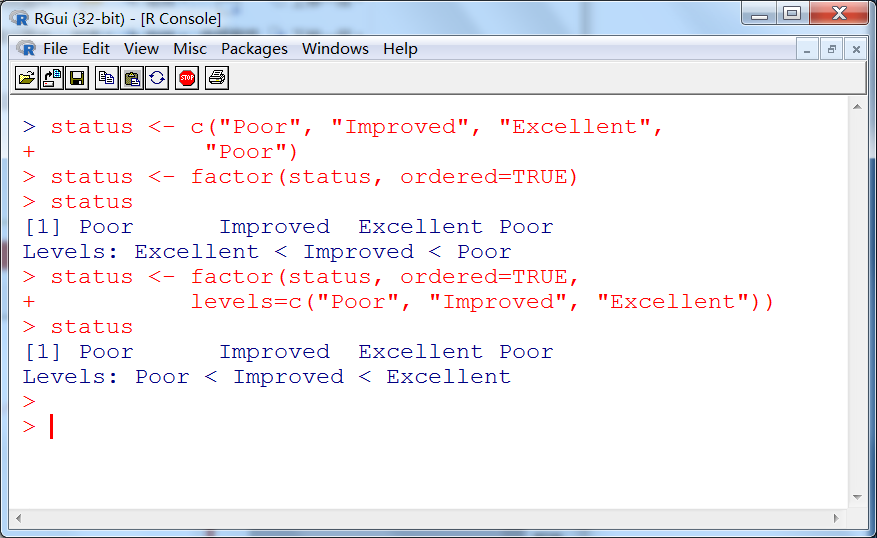 RGui (32-bit) - [R Console]
File Edit View Misc Packages Windows Help
STOP
> status <- c("Poor", "Improved", "Excellent",
+            "Poor")
> status <- factor(status, ordered=TRUE)
> status
[1] Poor      Improved  Excellent Poor
Levels: Excellent < Improved < Poor
> status <- factor(status, ordered=TRUE,
+           levels=c("Poor", "Improved", "Excellent"))
> status
[1] Poor      Improved  Excellent Poor
Levels: Poor < Improved < Excellent
>
>